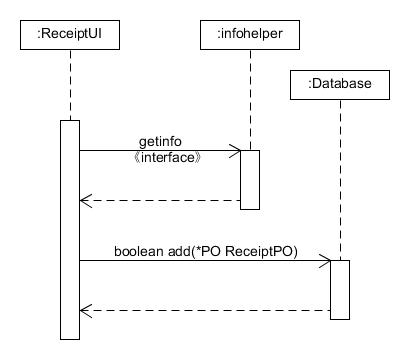 :ReceiptUI
:infohelper
:Database
getinfo
《interface》
boolean add(*PO ReceiptPO)